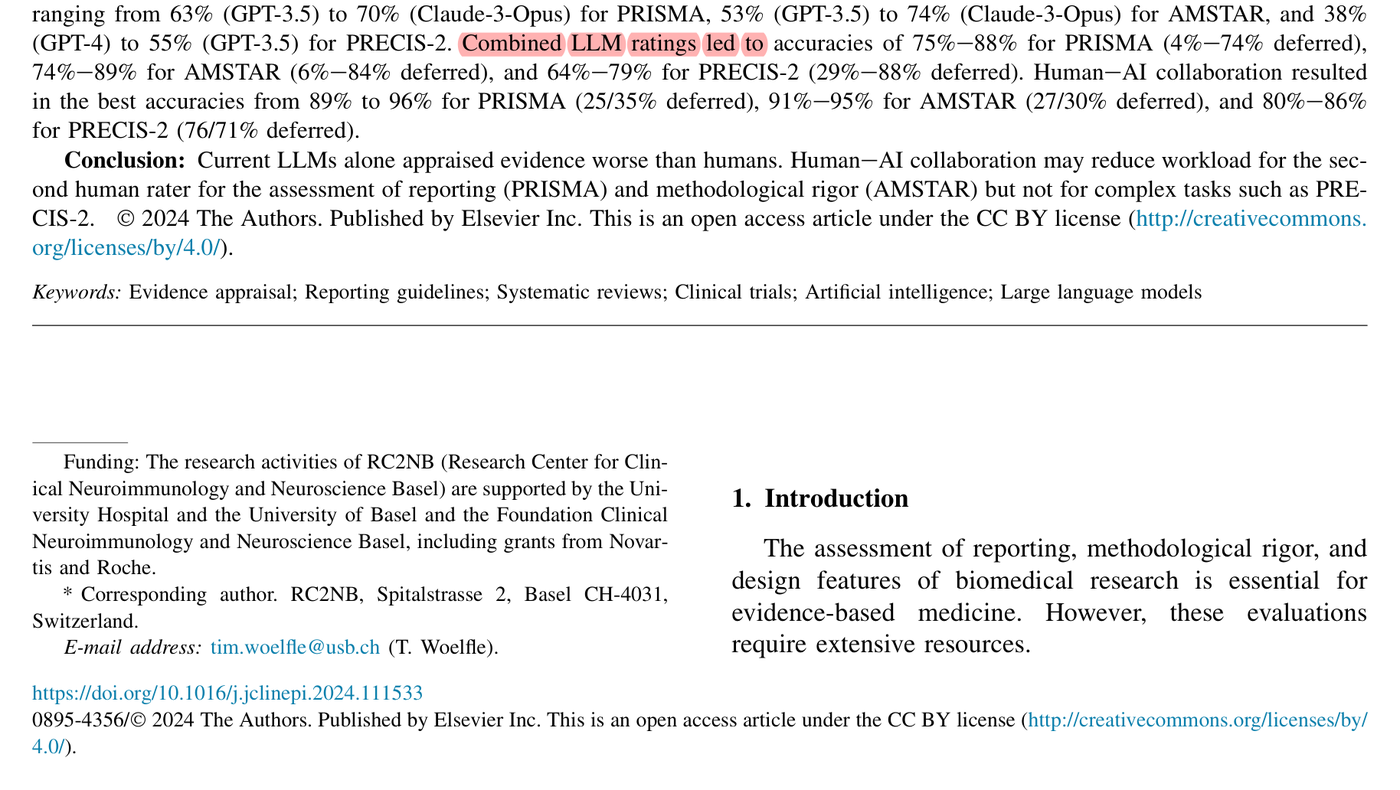 ranging from 63% (GPT-3.5) to 70% (Claude-3-Opus) for PRISMA, 53% (GPT-3.5) to 74% (Claude-3-Opus) for AMSTAR, and 38%
(GPT-4) to 55% (GPT-3.5) for PRECIS-2. Combined LLM ratings led to accuracies of 75%–88% for PRISMA (4%–74% deferred),
74%–89% for AMSTAR (6%–84% deferred), and 64%–79% for PRECIS-2 (29%–88% deferred). Human–AI collaboration resulted
in the best accuracies from 89% to 96% for PRISMA (25/35% deferred), 91%–95% for AMSTAR (27/30% deferred), and 80%–86%
for PRECIS-2 (76/71% deferred).
Conclusion: Current LLMs alone appraised evidence worse than humans. Human–AI collaboration may reduce workload for the sec-
ond human rater for the assessment of reporting (PRISMA) and methodological rigor (AMSTAR) but not for complex tasks such as PRE-
CIS-2. © 2024 The Authors. Published by Elsevier Inc. This is an open access article under the CC BY license (http://creativecommons.
org/licenses/by/4.0/).
Keywords: Evidence appraisal; Reporting guidelines; Systematic reviews; Clinical trials; Artificial intelligence; Large language models
Funding: The research activities of RC2NB (Research Center for Clin-
ical Neuroimmunology and Neuroscience Basel) are supported by the Uni-
versity Hospital and the University of Basel and the Foundation Clinical
Neuroimmunology and Neuroscience Basel, including grants from Novar-
tis and Roche.
* Corresponding author. RC2NB, Spitalstrasse 2, Basel CH-4031,
Switzerland.
E-mail address: tim.woelfle@usb.ch (T. Woelfle).
1. Introduction
The assessment of reporting, methodological rigor, and
design features of biomedical research is essential for
evidence-based medicine. However, these evaluations
require extensive resources.
https://doi.org/10.1016/j.jclinepi.2024.111533
0895-4356/© 2024 The Authors. Published by Elsevier Inc. This is an open access article under the CC BY license (http://creativecommons.org/licenses/by/
4.0/).